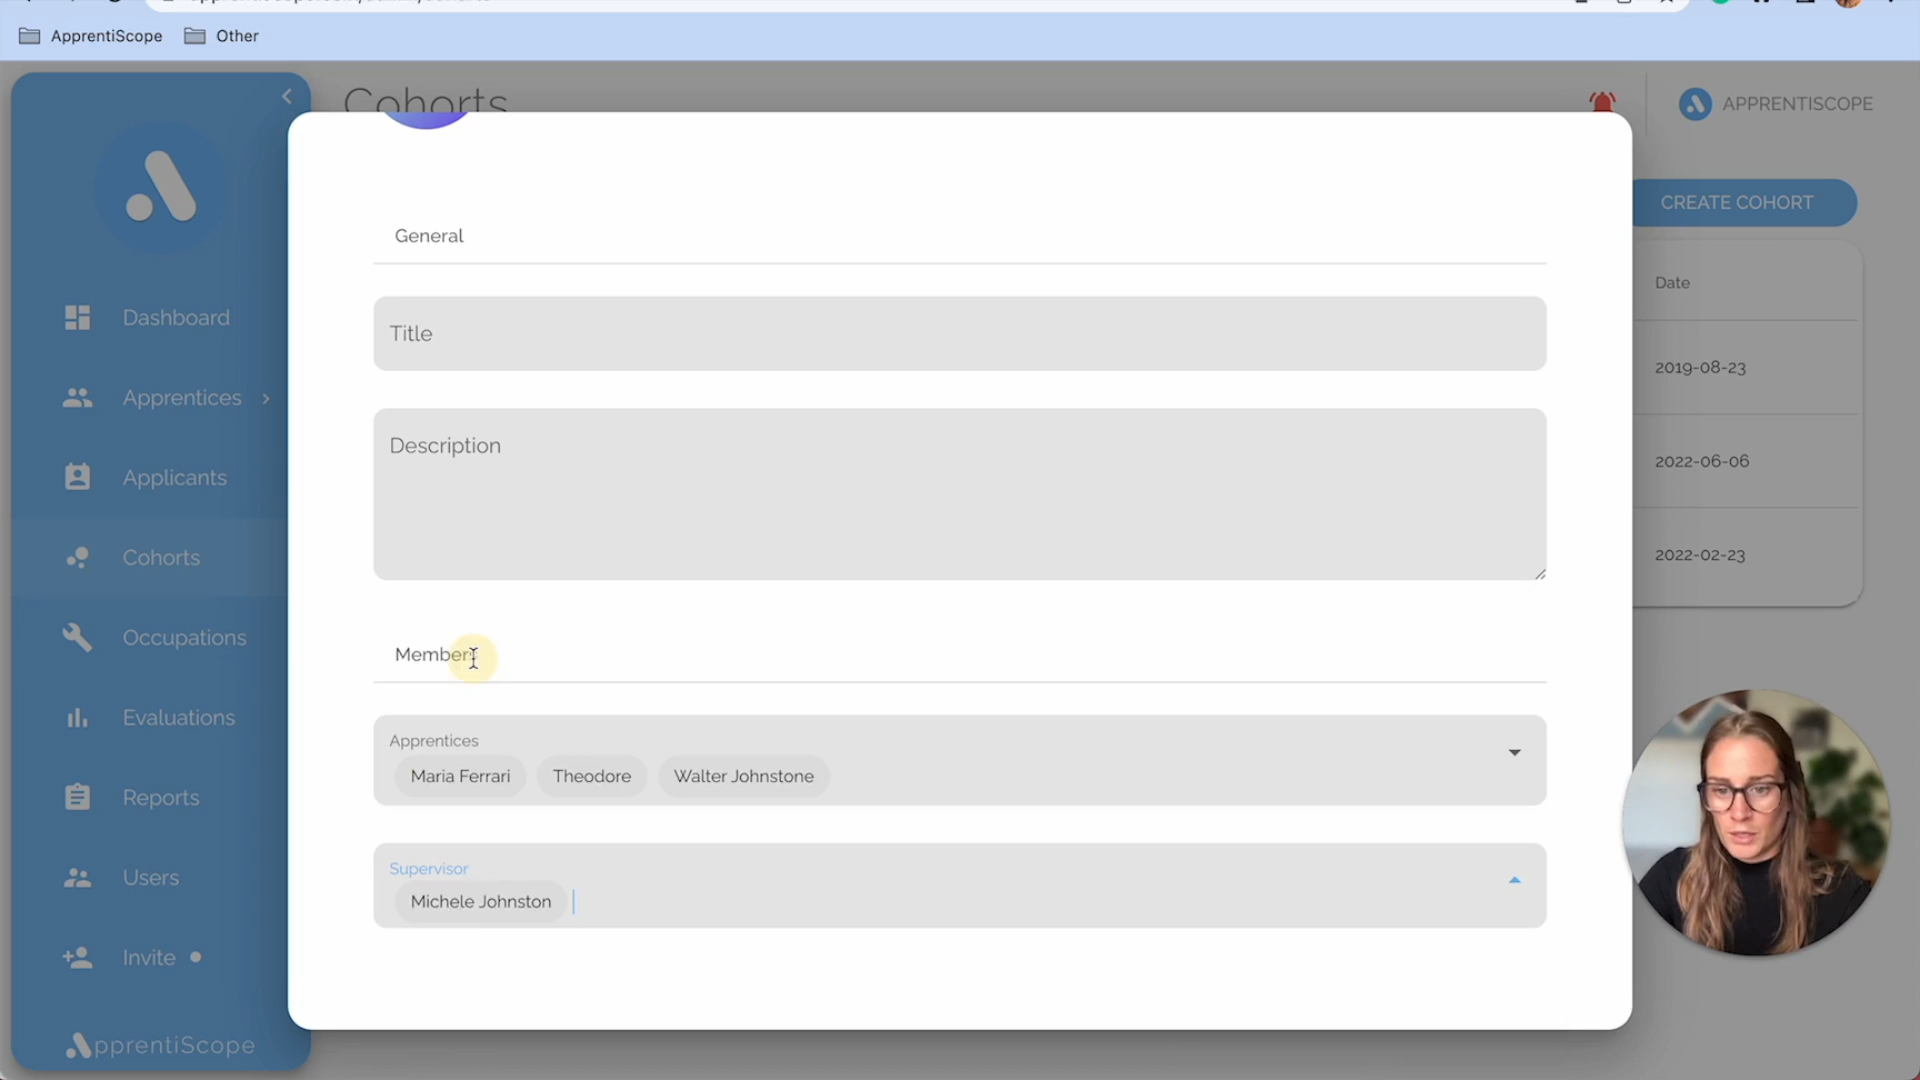 ApprentiScope
Other
Cohorts
APPRENTISCOPE
General
CREATE COHORT
Date
Dashboard
Title
2019-08-23
Apprentices
Description
2022-06-06
Applicants
Cohorts
2022-02-23
Occupations
Members
Evaluations
Apprentices
Maria Ferrari
Theodore
Walter Johnstone
Reports
Supervisor
Michele Johnston
Users
Invite
pprentiScope